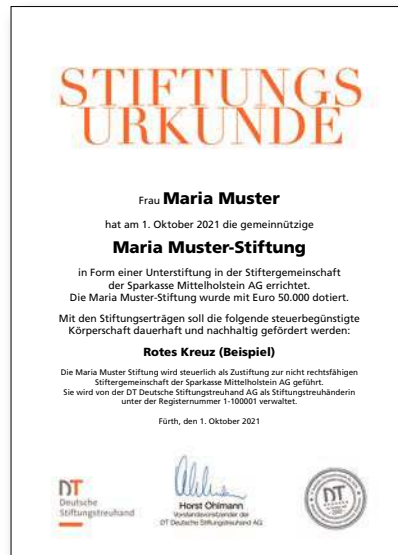 STIFTUNGS
URKUNDE
Frau Maria Muster
hat am 1. Oktober 2021 die gemeinnützige
Maria Muster-Stiftung
in Form einer Unterstiftung in der Stiftergemeinschaft
der Sparkasse Mittelholstein AG errichtet.
Die Maria Muster-Stiftung wurde mit Euro 50.000 dotiert.
Mit den Stiftungserträgen soll die folgende steuerbegünstigte
Körperschaft dauerhaft und nachhaltig gefördert werden:
Rotes Kreuz (Beispiel)
Die Maria Muster Stiftung wird steuerlich als Zustiftung zur nicht rechtsfähigen
Stiftergemeinschaft der Sparkasse Mittelholstein AG geführt.
Sie wird von der DT Deutsche Stiftungstreuhand AG als Stiftungstreuhänderin
unter der Registernummer 1-100001 verwaltet.
Fürth, den 1. Oktober 2021
DT
Deutsche
Stiftungstreuhand
Horst Ohlmann
Vorstandsvorsitzender der
DT Deutsche Stiftungstreuhand AG
DT